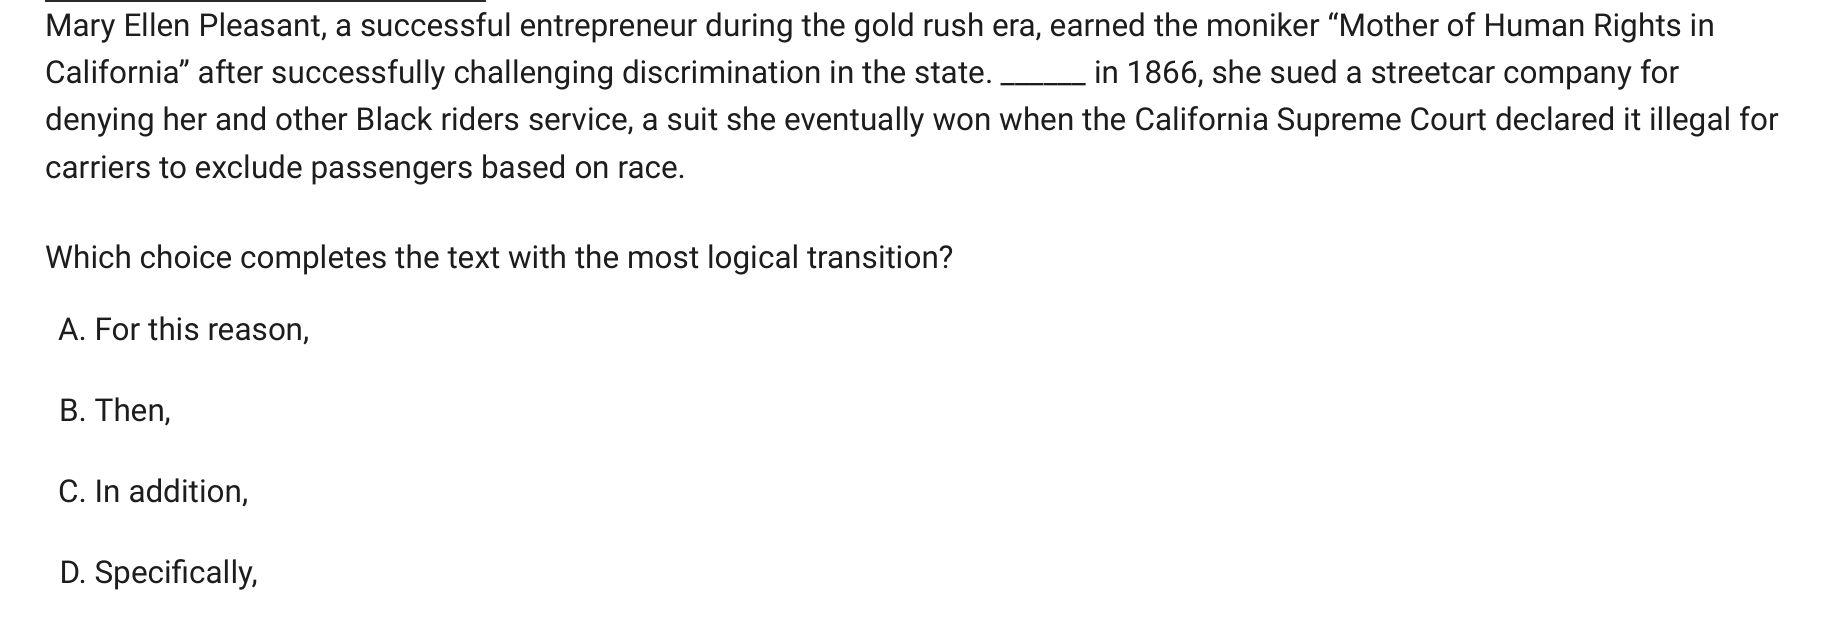 Mary Ellen Pleasant, a successful entrepreneur during the gold rush era, earned the moniker “Mother of Human Rights in
California” after successfully challenging discrimination in the state. ______ in 1866, she sued a streetcar company for
denying her and other Black riders service, a suit she eventually won when the California Supreme Court declared it illegal for
carriers to exclude passengers based on race.
Which choice completes the text with the most logical transition?
A. For this reason,
B. Then,
C. In addition,
D. Specifically,